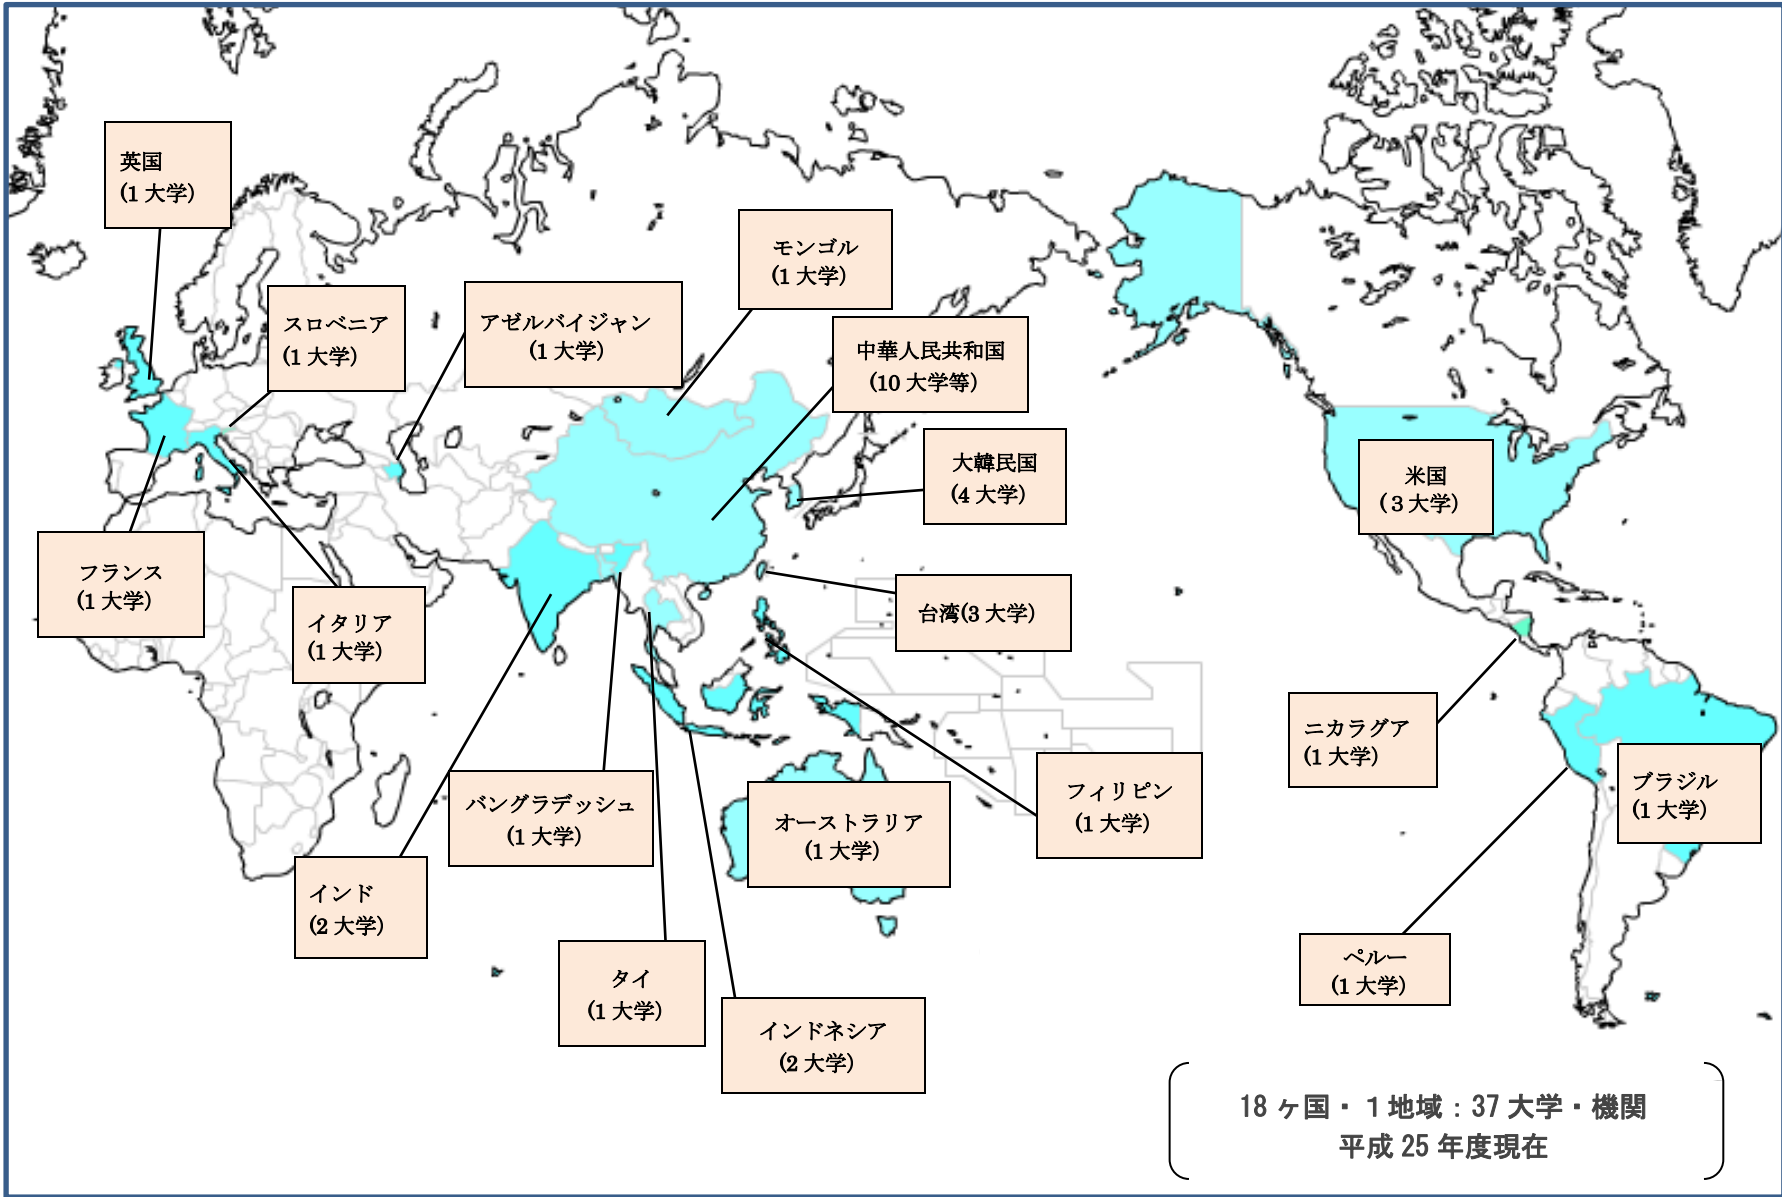 英国
(1 大学)
モンゴル
(1 大学)
スロベニア
(1 大学)
アゼルバイジャン
(1 大学)
中華人民共和国
(10 大学等)
大韓民国
(4 大学)
米国
(３大学)
フランス
(1 大学)
イタリア
(1 大学)
台湾(3 大学)
ニカラグア
(1 大学)
ブラジル
(1 大学)
バングラデッシュ
(1 大学)
オーストラリア
(1 大学)
フィリピン
(1 大学)
インド
(2 大学)
タイ
(1 大学)
ペルー
(1 大学)
インドネシア
(2 大学)
18 ヶ国・１地域：37 大学・機関
平成 25 年度現在